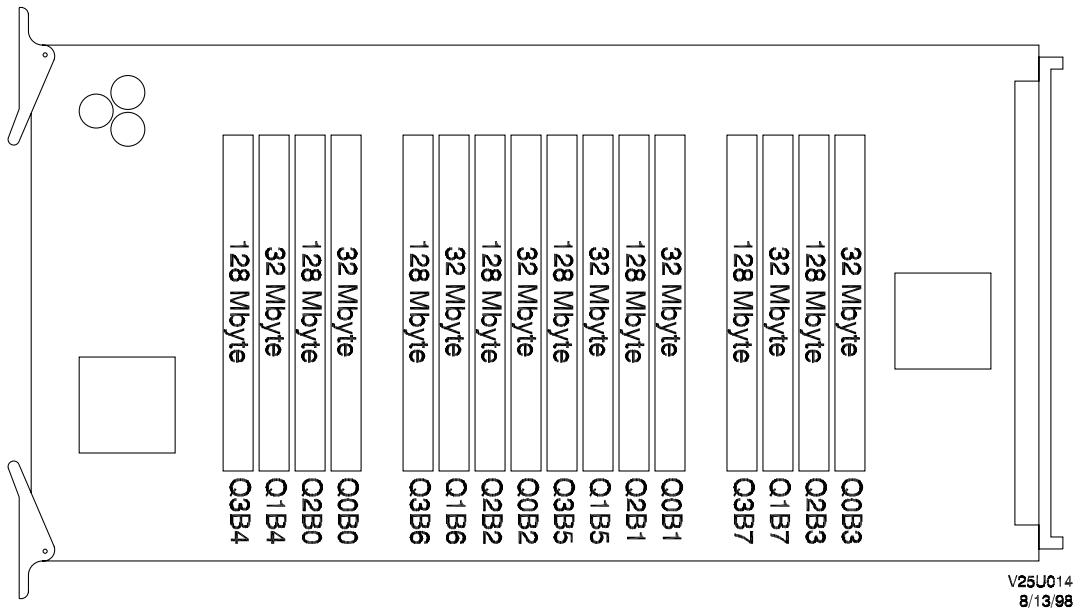 128 Mbyte
32 Mbyte
128 Mbyte
32 Mbyte
128 Mbyte
32 Mbyte
128 Mbyte
32 Mbyte
128 Mbyte
32 Mbyte
128 Mbyte
32 Mbyte
128 Mbyte
32 Mbyte
128 Mbyte
32 Mbyte
Q3B4
Q1B4
Q2B0
Q0B0
Q3B6
Q1B6
Q2B2
Q0B2
Q3B5
Q1B5
Q2B1
Q0B1
Q3B7
Q1B7
Q2B3
Q0B3
V25U014
8/13/98